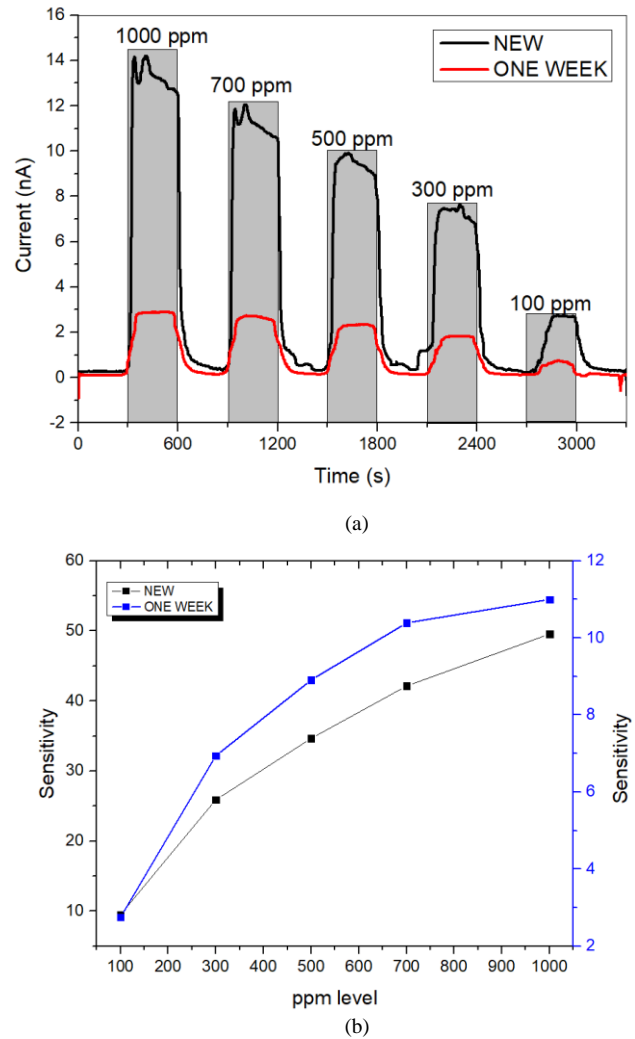 16
14
12
10
8
6
4
2
0
-2
Current (nA)
1000 ppm
700 ppm
500 ppm
300 ppm
100 ppm
NEW
ONE WEEK
0 600 1200 1800 2400 3000
Time (s)
(a)
60
50
40
30
20
10
Sensitivity
NEW
ONE WEEK
12
10
8
6
4
2
Sensitivity
100 200 300 400 500 600 700 800 900 1000
ppm level
(b)